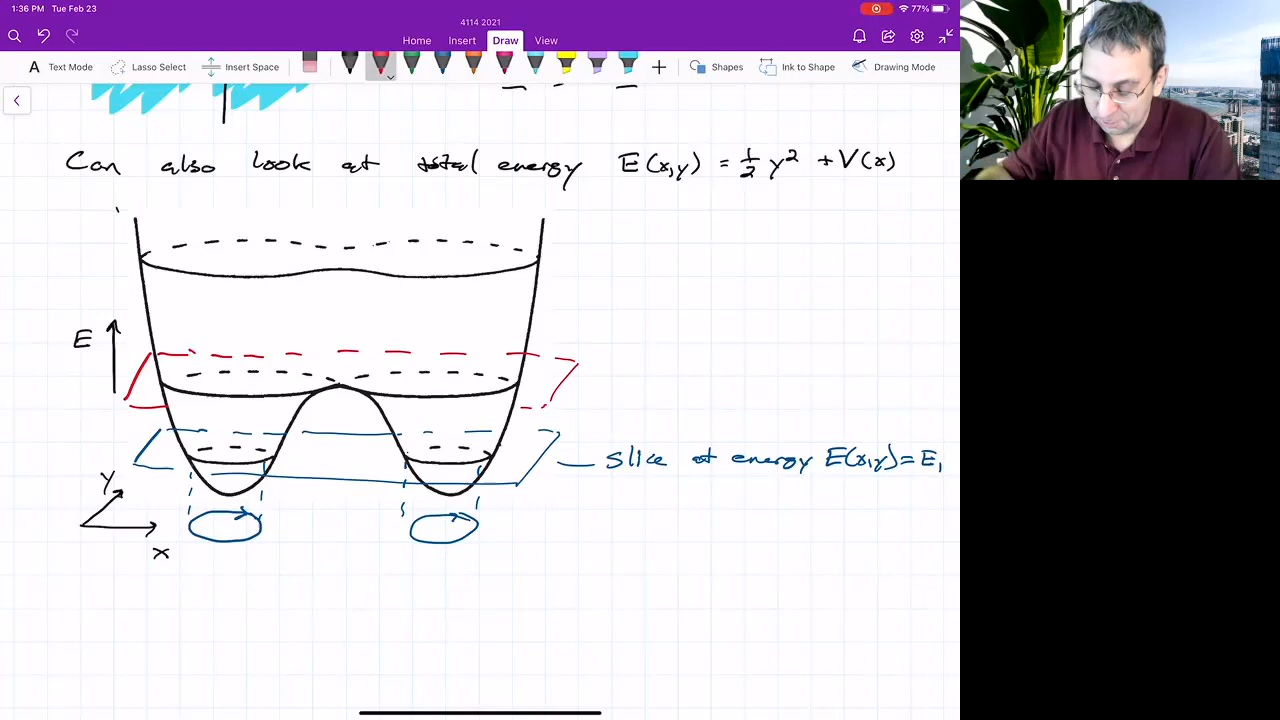 1:36 PM Tue Feb 23
77%
4114 2021
Home Insert Draw View
Text Mode Lasso Select Insert Space Shapes Ink to Shape Drawing Mode
Can also look at total energy E(x,y) = 1/2 y² + V(x)
E
slice at energy E(x,y) = E₁
y
x